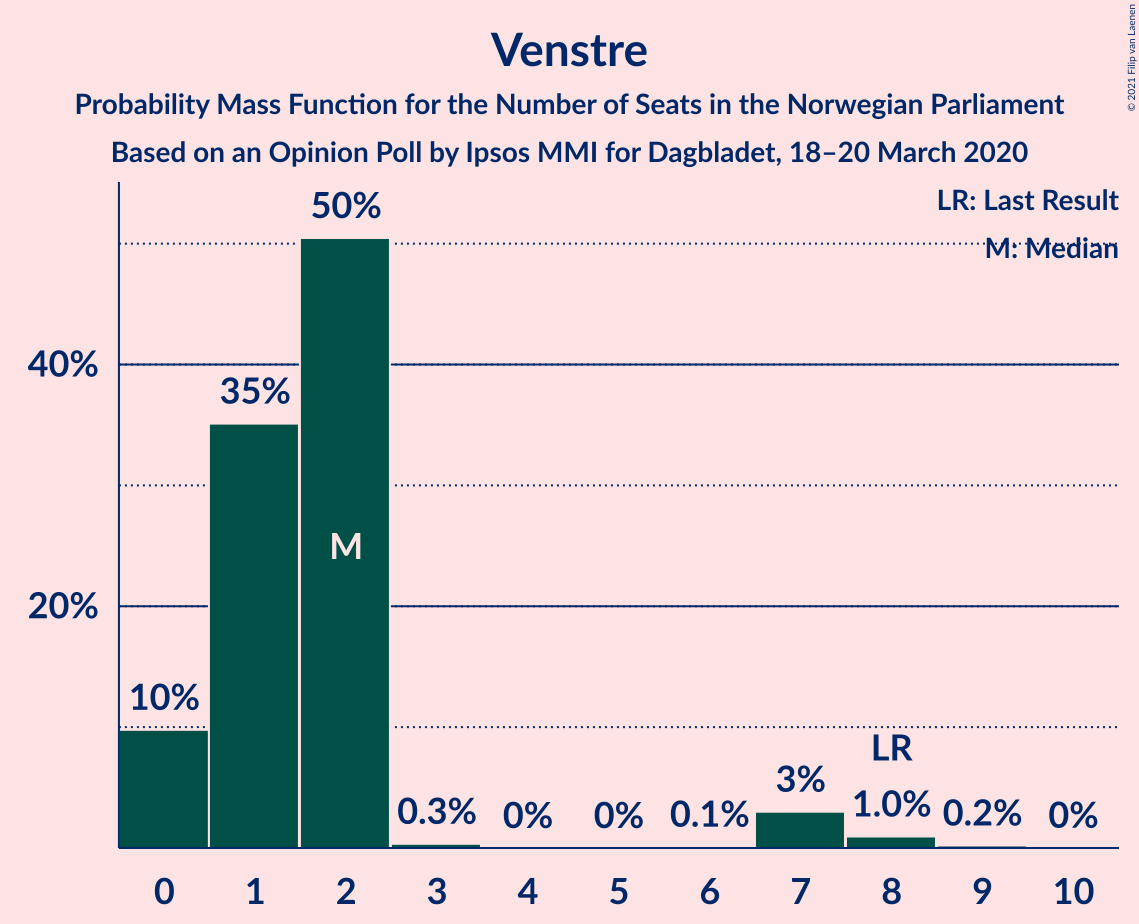 Venstre
Probability Mass Function for the Number of Seats in the Norwegian Parliament
Based on an Opinion Poll by Ipsos MMI for Dagbladet, 18–20 March 2020
© 2021 Filip van Laenen
LR: Last Result
M: Median
50%
40%
35%
M
20%
10%
LR
3%
0.3%
0%
0%
0.1%
1.0%
0.2%
0%
0 1 2 3 4 5 6 7 8 9 10